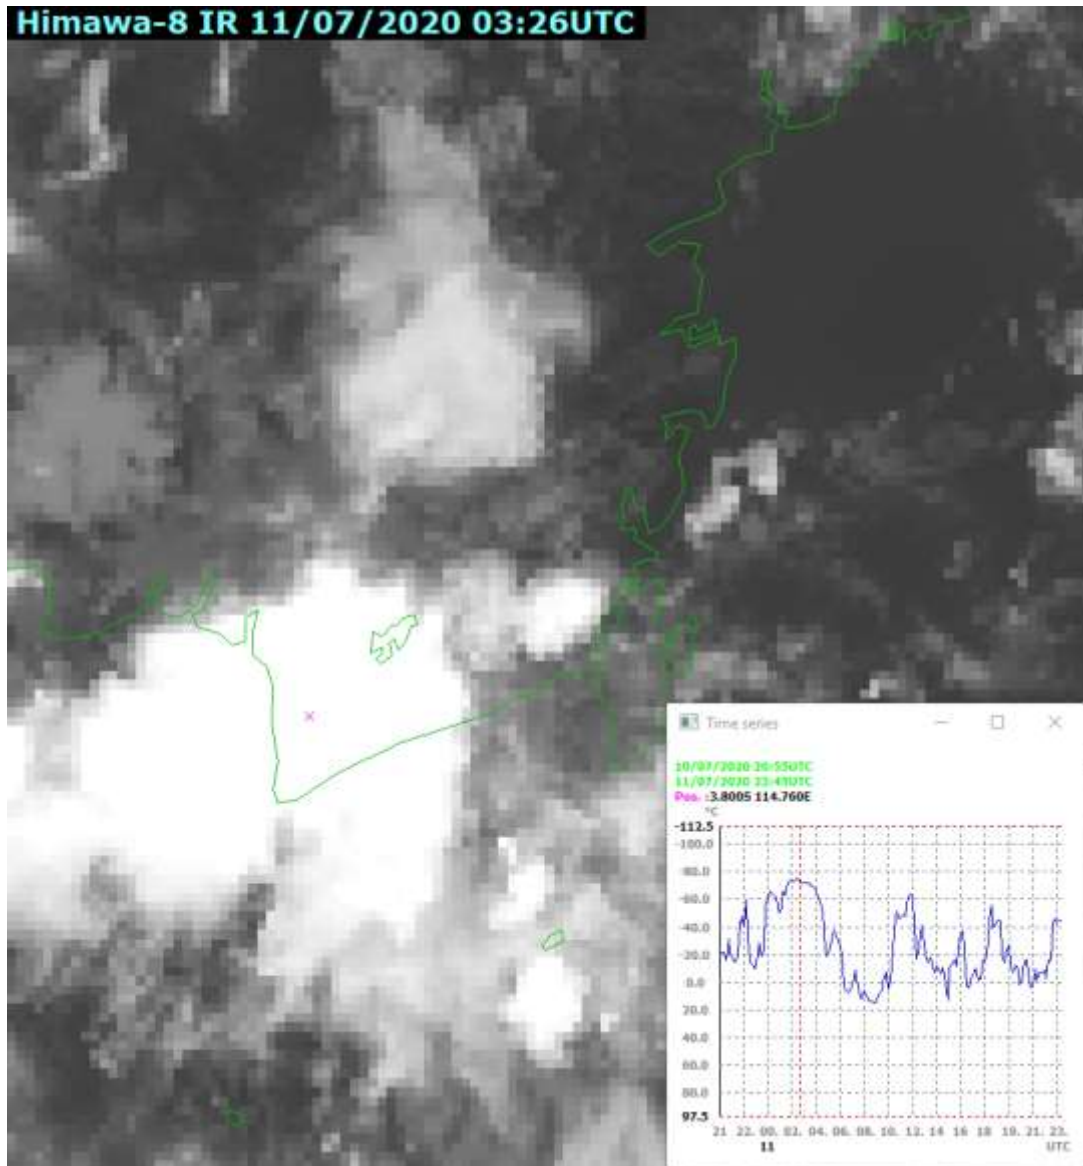 Himawa-8 IR 11/07/2020 03:26UTC
Time series
10/07/2020 20:55UTC
11/07/2020 23:45UTC
Pos. :3.8005 114.760E
°C
-112.5
-100.0
-80.0
-60.0
-40.0
-20.0
0.0
20.0
40.0
60.0
80.0
97.5
21 22. 00. 02. 04. 06. 08. 10. 12. 14 16 18 19. 21. 23.
11 UTC